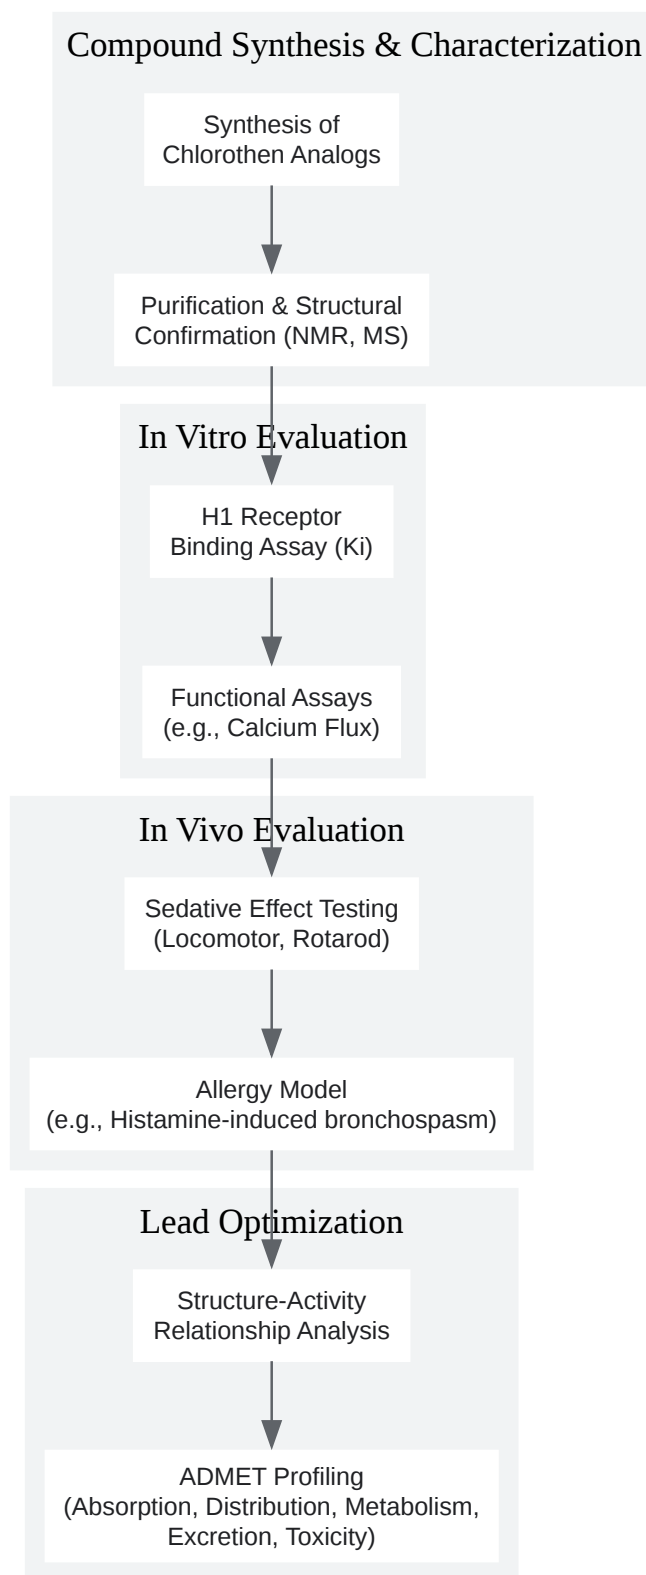 Compound Synthesis & Characterization
Synthesis of
Chlorothen Analogs
Purification & Structural
Confirmation (NMR, MS)
In Vitro Evaluation
H1 Receptor
Binding Assay (Ki)
Functional Assays
(e.g., Calcium Flux)
In Vivo Evaluation
Sedative Effect Testing
(Locomotor, Rotarod)
Allergy Model
(e.g., Histamine-induced bronchospasm)
Lead Optimization
Structure-Activity
Relationship Analysis
ADMET Profiling
(Absorption, Distribution, Metabolism,
Excretion, Toxicity)